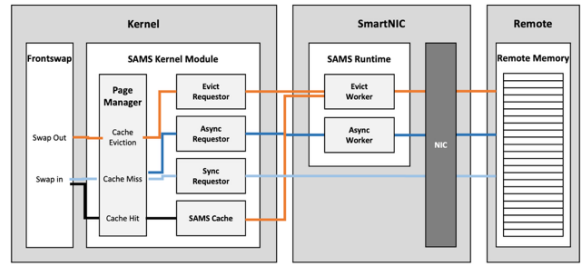 Kernel
SmartNIC
Remote
Frontswap
SAMS Kernel Module
SAMS Runtime
Remote Memory
Page
Manager
Evict
Requestor
Evict
Worker
Swap Out
Cache
Eviction
Async
Requestor
Async
Worker
NIC
Swap in
Cache Miss
Sync
Requestor
Cache Hit
SAMS Cache